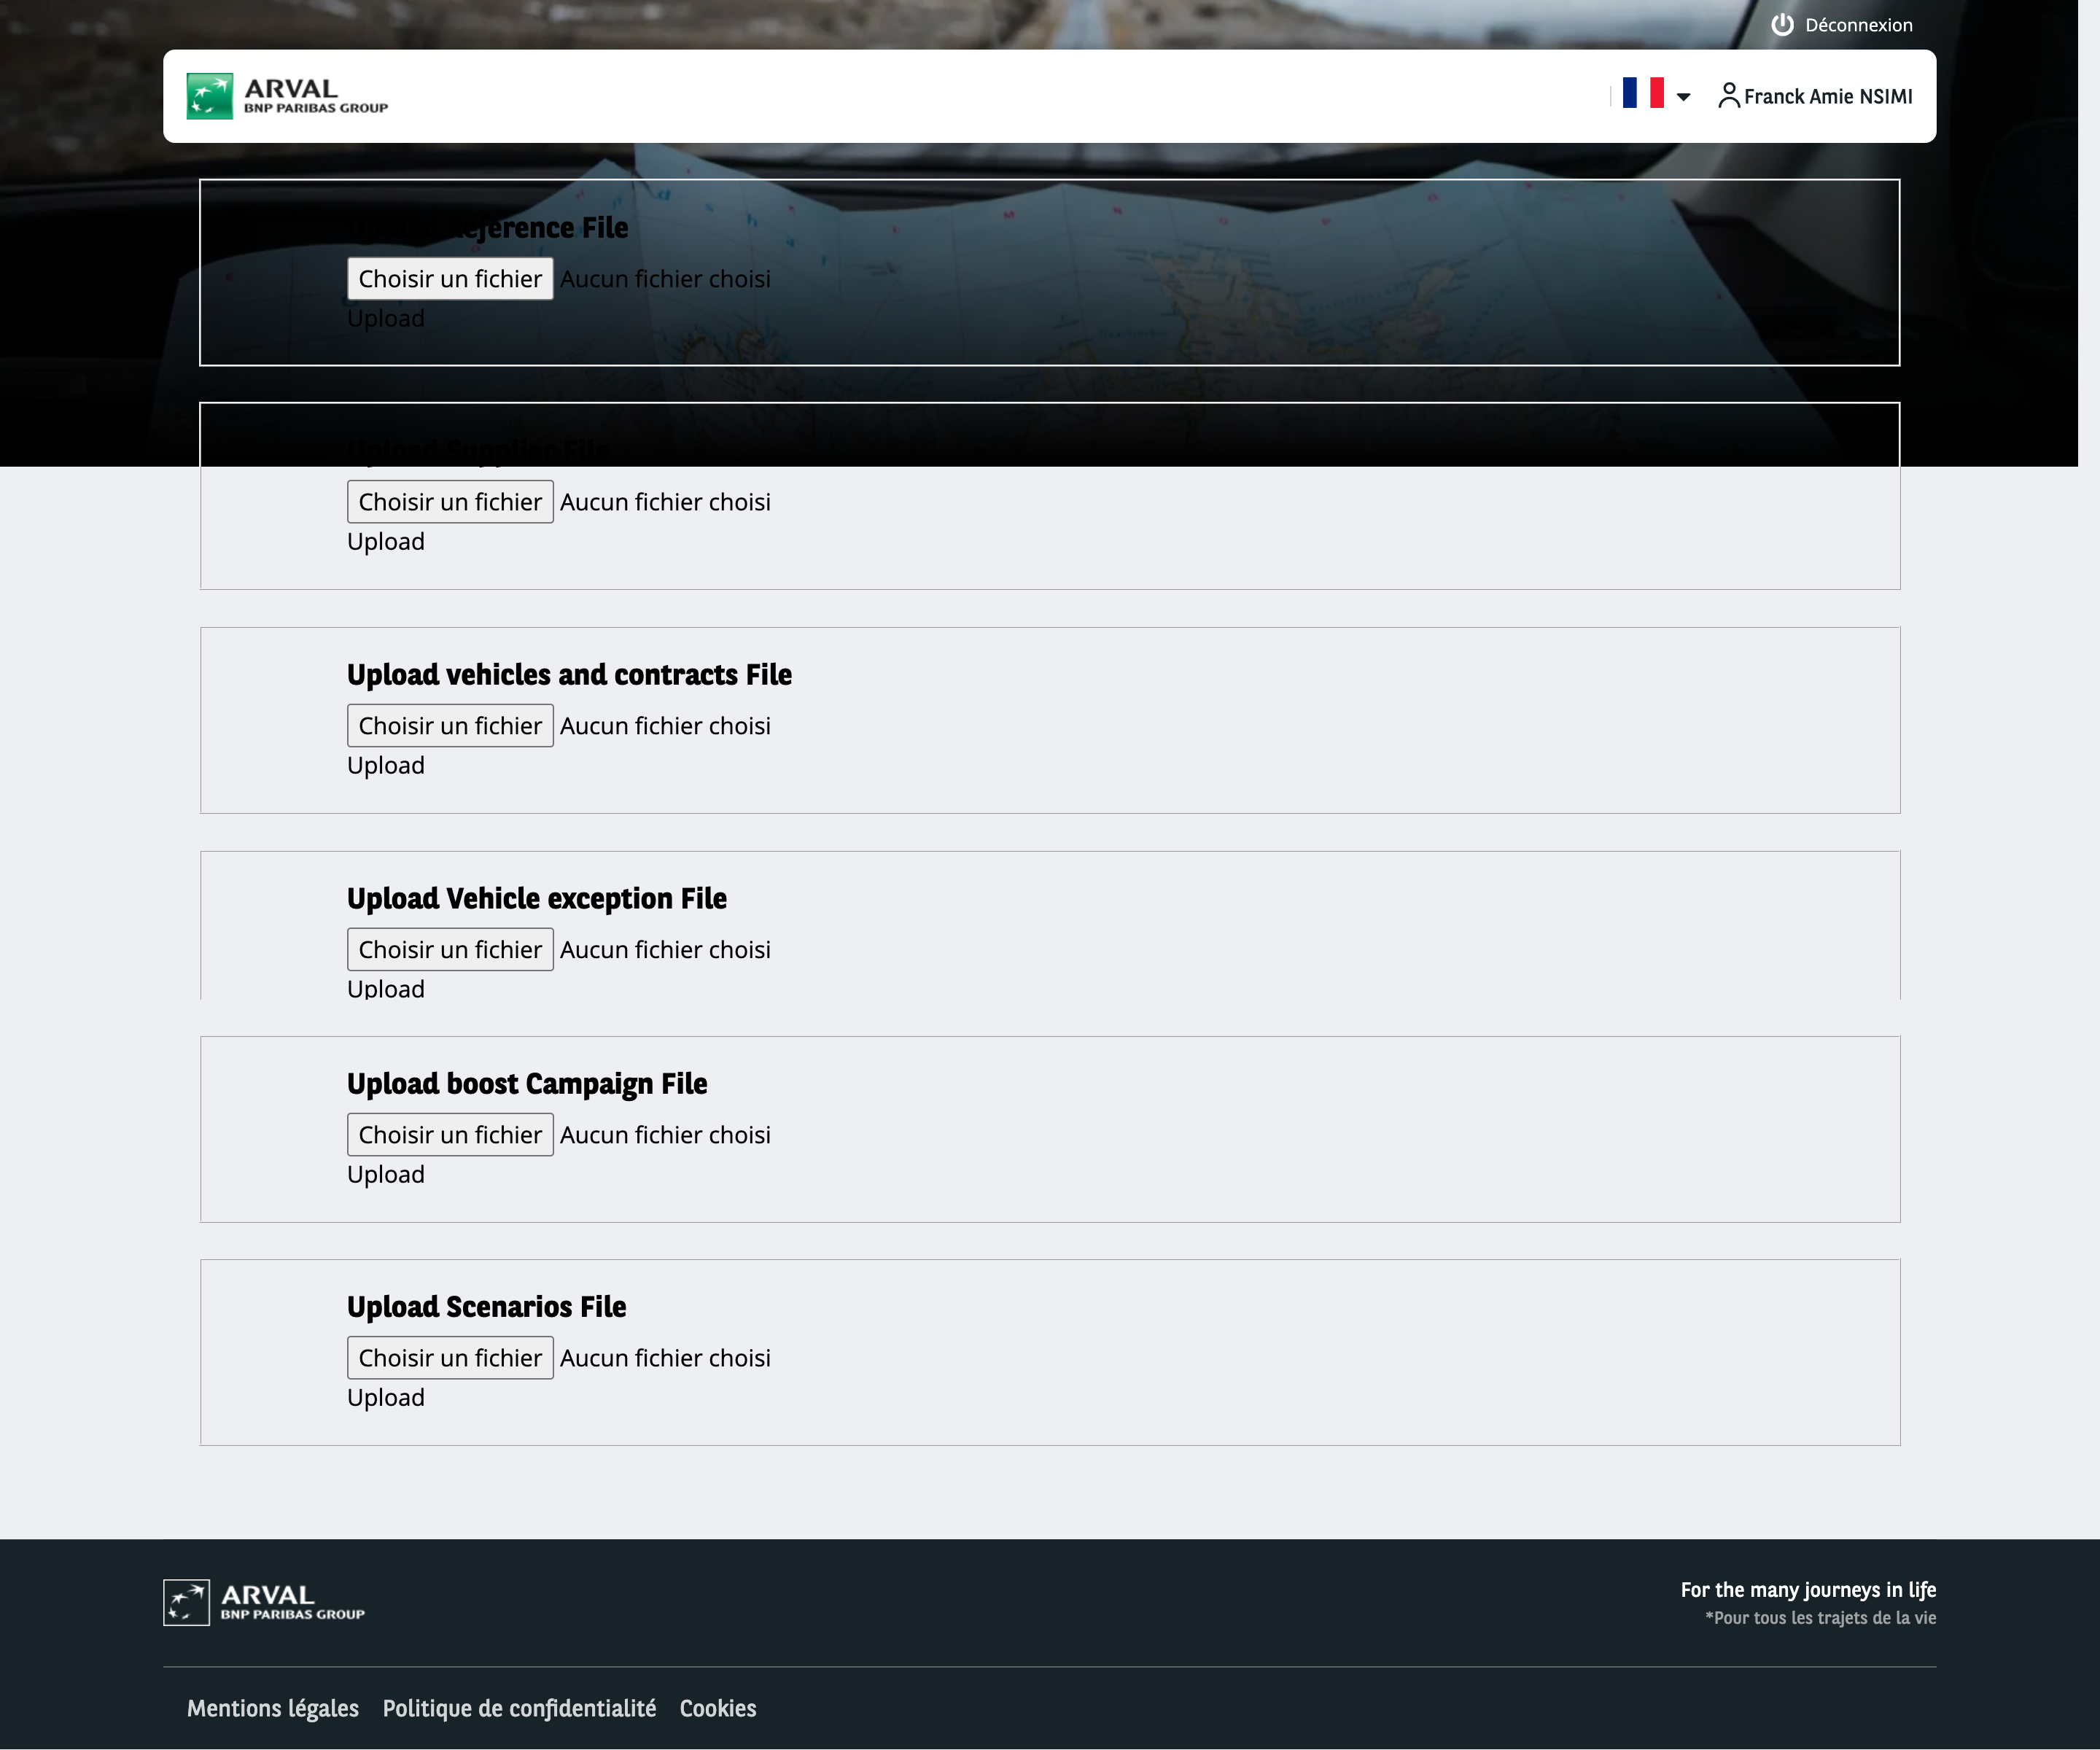 Déconnexion
ARVAL
BNP PARIBAS GROUP
Franck Amie NSIMI
Upload Reference File
Choisir un fichier Aucun fichier choisi
Upload
Upload Supplier File
Choisir un fichier Aucun fichier choisi
Upload
Upload vehicles and contracts File
Choisir un fichier Aucun fichier choisi
Upload
Upload Vehicle exception File
Choisir un fichier Aucun fichier choisi
Upload
Upload boost Campaign File
Choisir un fichier Aucun fichier choisi
Upload
Upload Scenarios File
Choisir un fichier Aucun fichier choisi
Upload
ARVAL
BNP PARIBAS GROUP
For the many journeys in life
*Pour tous les trajets de la vie
Mentions légales Politique de confidentialité Cookies